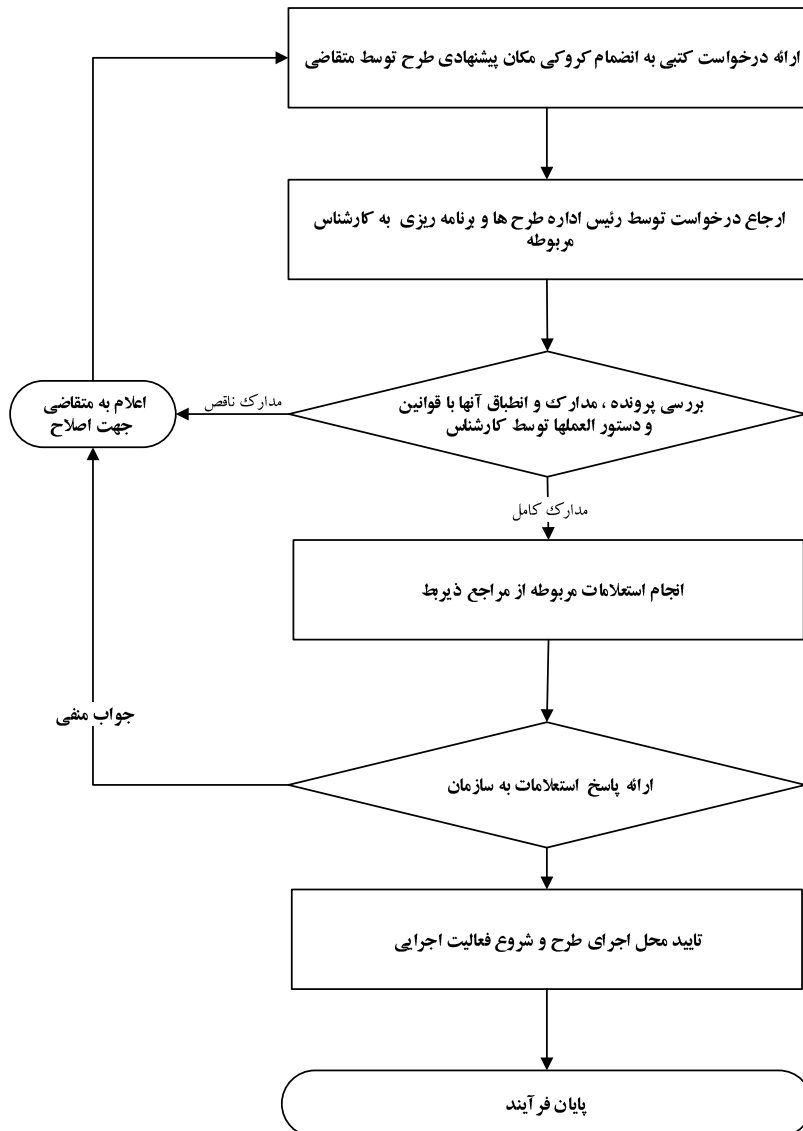 ارائه درخواست کتبی به انضمام کروکی مکان پیشنهادی طرح توسط متقاضی
ارجاع درخواست توسط رئیس اداره طرح ها و برنامه ریزی به کارشناس
مربوطه
بررسی پرونده ، مدارک و انطباق آنها با قوانین
و دستور العملها توسط کارشناس
مدارک ناقص
اعلام به متقاضی
جهت اصلاح
مدارک کامل
انجام استعلامات مربوطه از مراجع ذیربط
جواب منفی
ارائه پاسخ استعلامات به سازمان
تایید محل اجرای طرح و شروع فعالیت اجرایی
پایان فرآیند